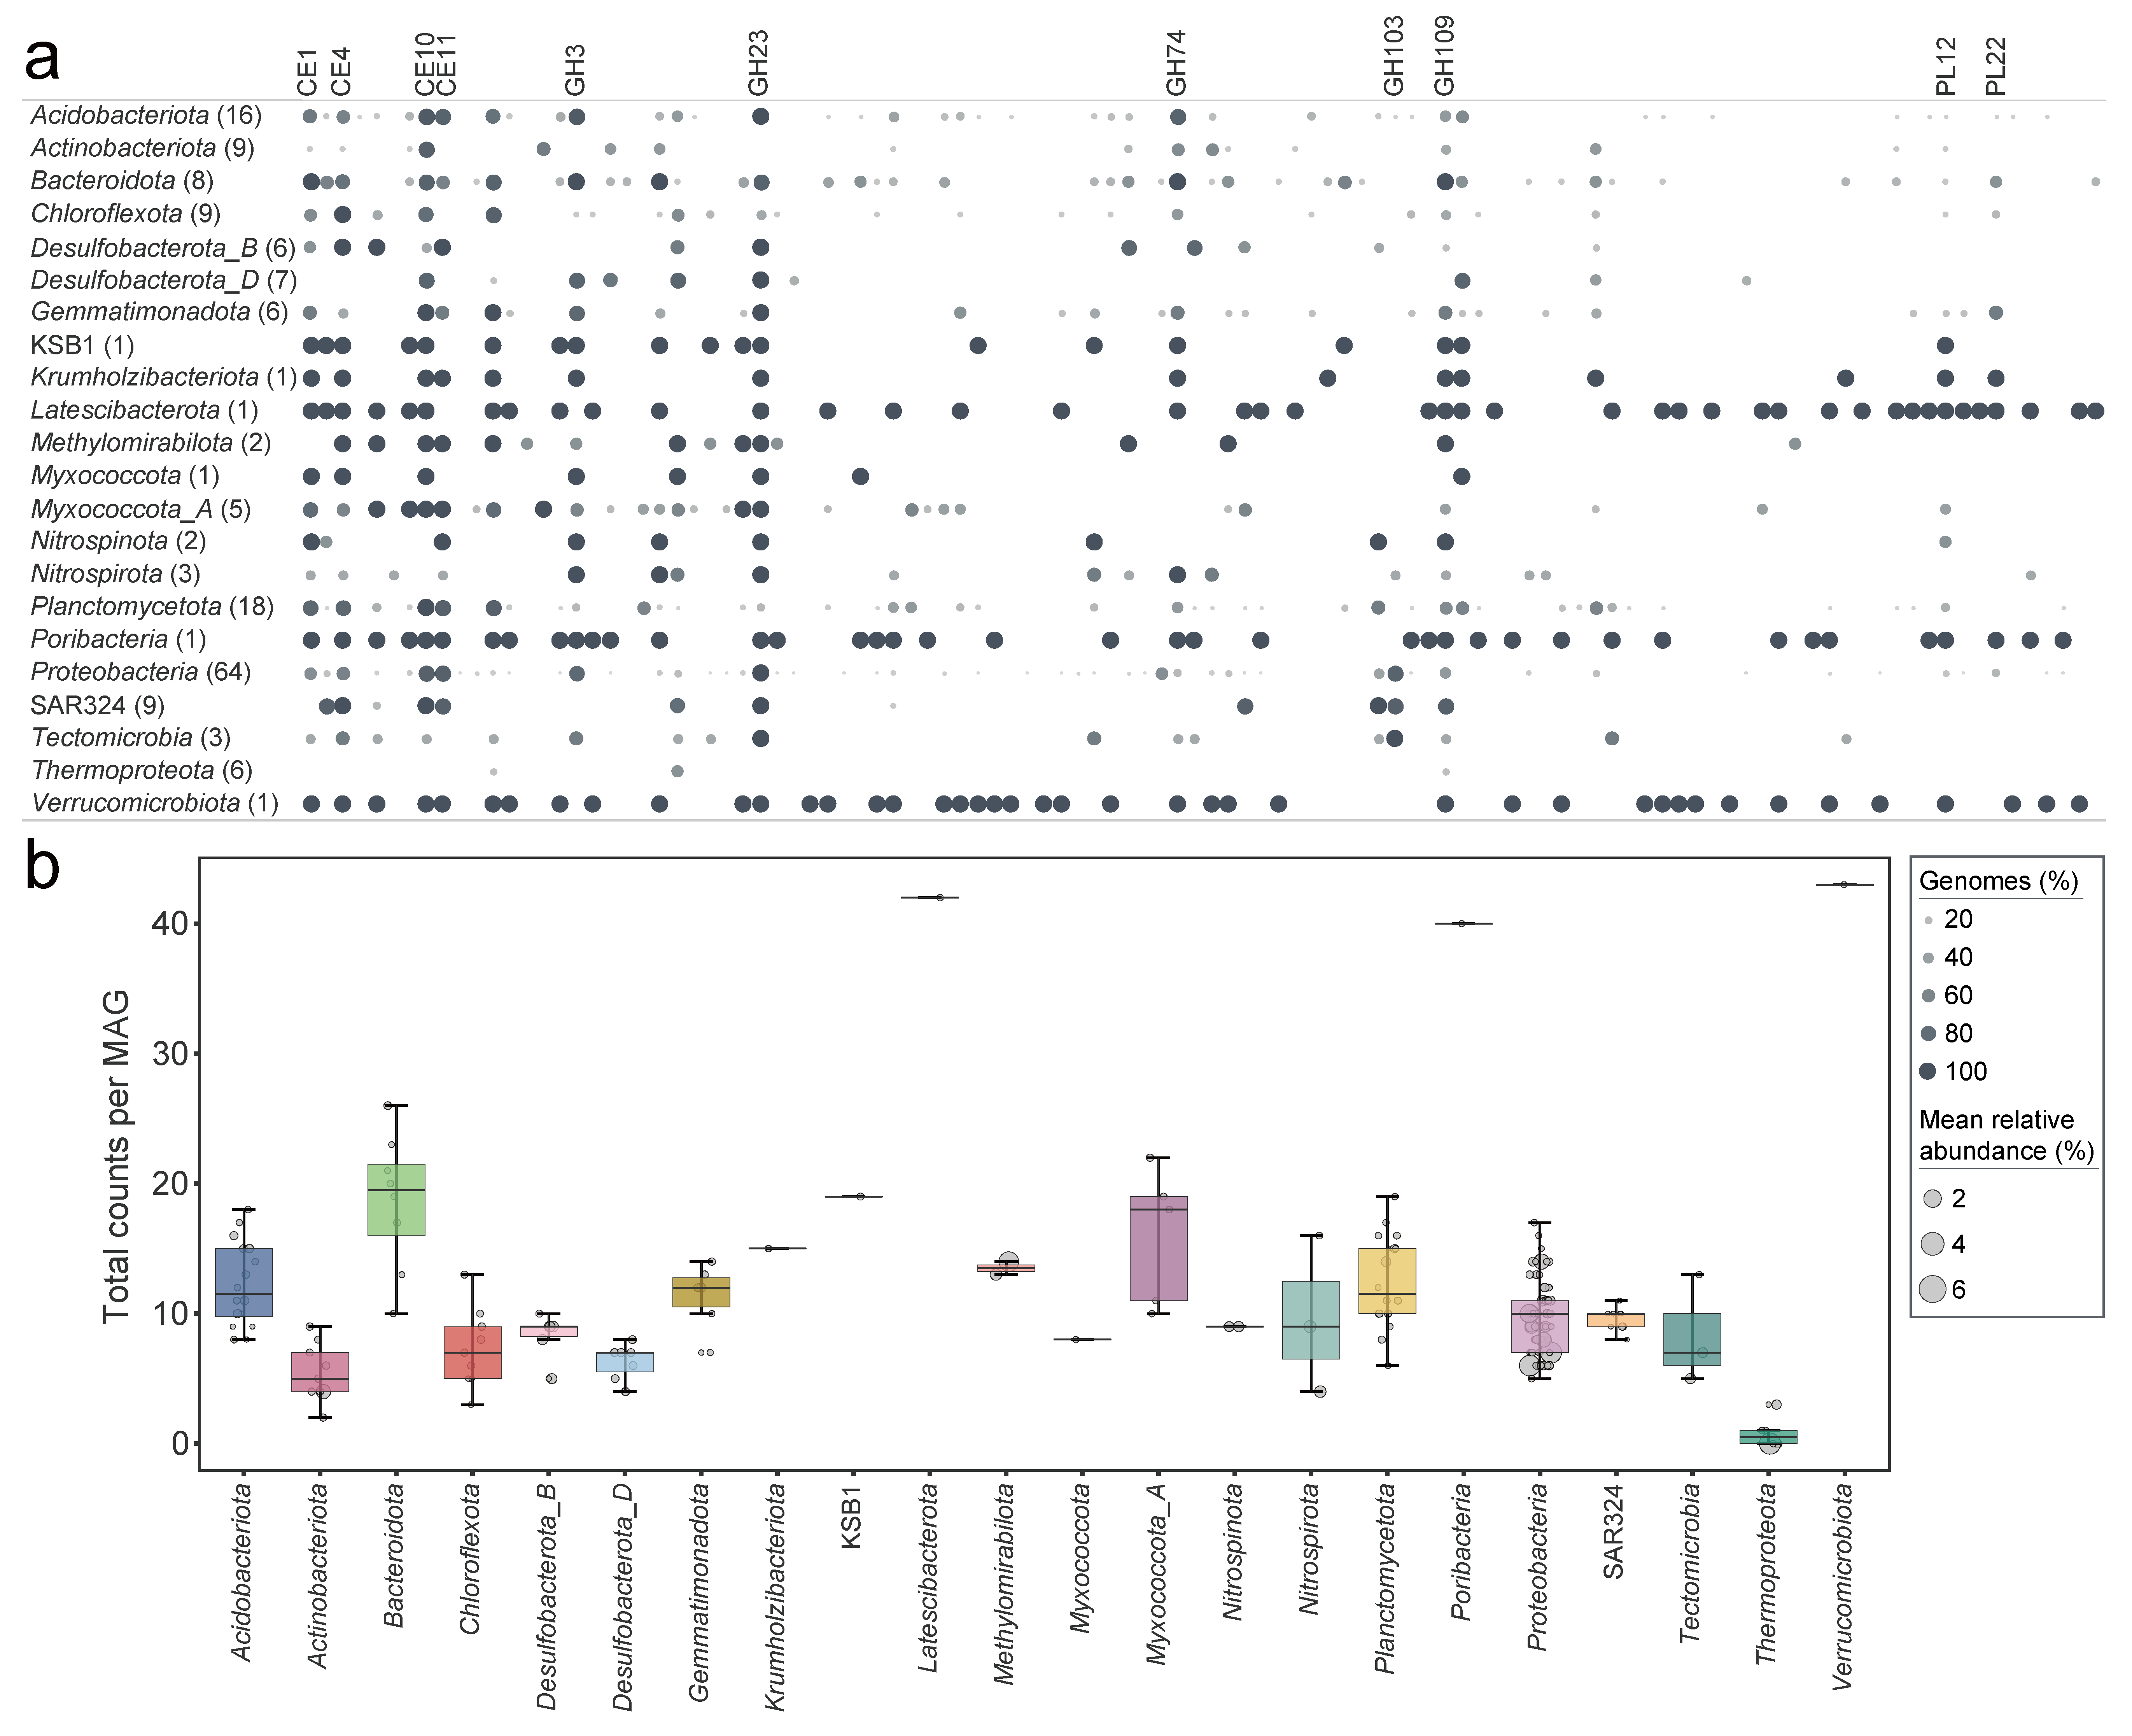 a
CE1 CE4 CE10 CE11 GH3 GH23 GH74 GH103 GH109 PL12 PL22
Acidobacteriota (16)
Actinobacteriota (9)
Bacteroidota (8)
Chloroflexota (9)
Desulfobacterota_B (6)
Desulfobacterota_D (7)
Gemmatimonadota (6)
KSB1 (1)
Krumholzibacteriota (1)
Latescibacterota (1)
Methylomirabilota (2)
Myxococcota (1)
Myxococcota_A (5)
Nitrospinota (2)
Nitrospirota (3)
Planctomycetota (18)
Poribacteria (1)
Proteobacteria (64)
SAR324 (9)
Tectomicrobia (3)
Thermoproteota (6)
Verrucomicrobiota (1)
b
Total counts per MAG
40
30
20
10
0
Acidobacteriota
Actinobacteriota
Bacteroidota
Chloroflexota
Desulfobacterota_B
Desulfobacterota_D
Gemmatimonadota
Krumholzibacteriota
KSB1
Latescibacterota
Methylomirabilota
Myxococcota
Myxococcota_A
Nitrospinota
Nitrospirota
Planctomycetota
Poribacteria
Proteobacteria
SAR324
Tectomicrobia
Thermoproteota
Verrucomicrobiota
Genomes (%)
20
40
60
80
100
Mean relative
abundance (%)
2
4
6